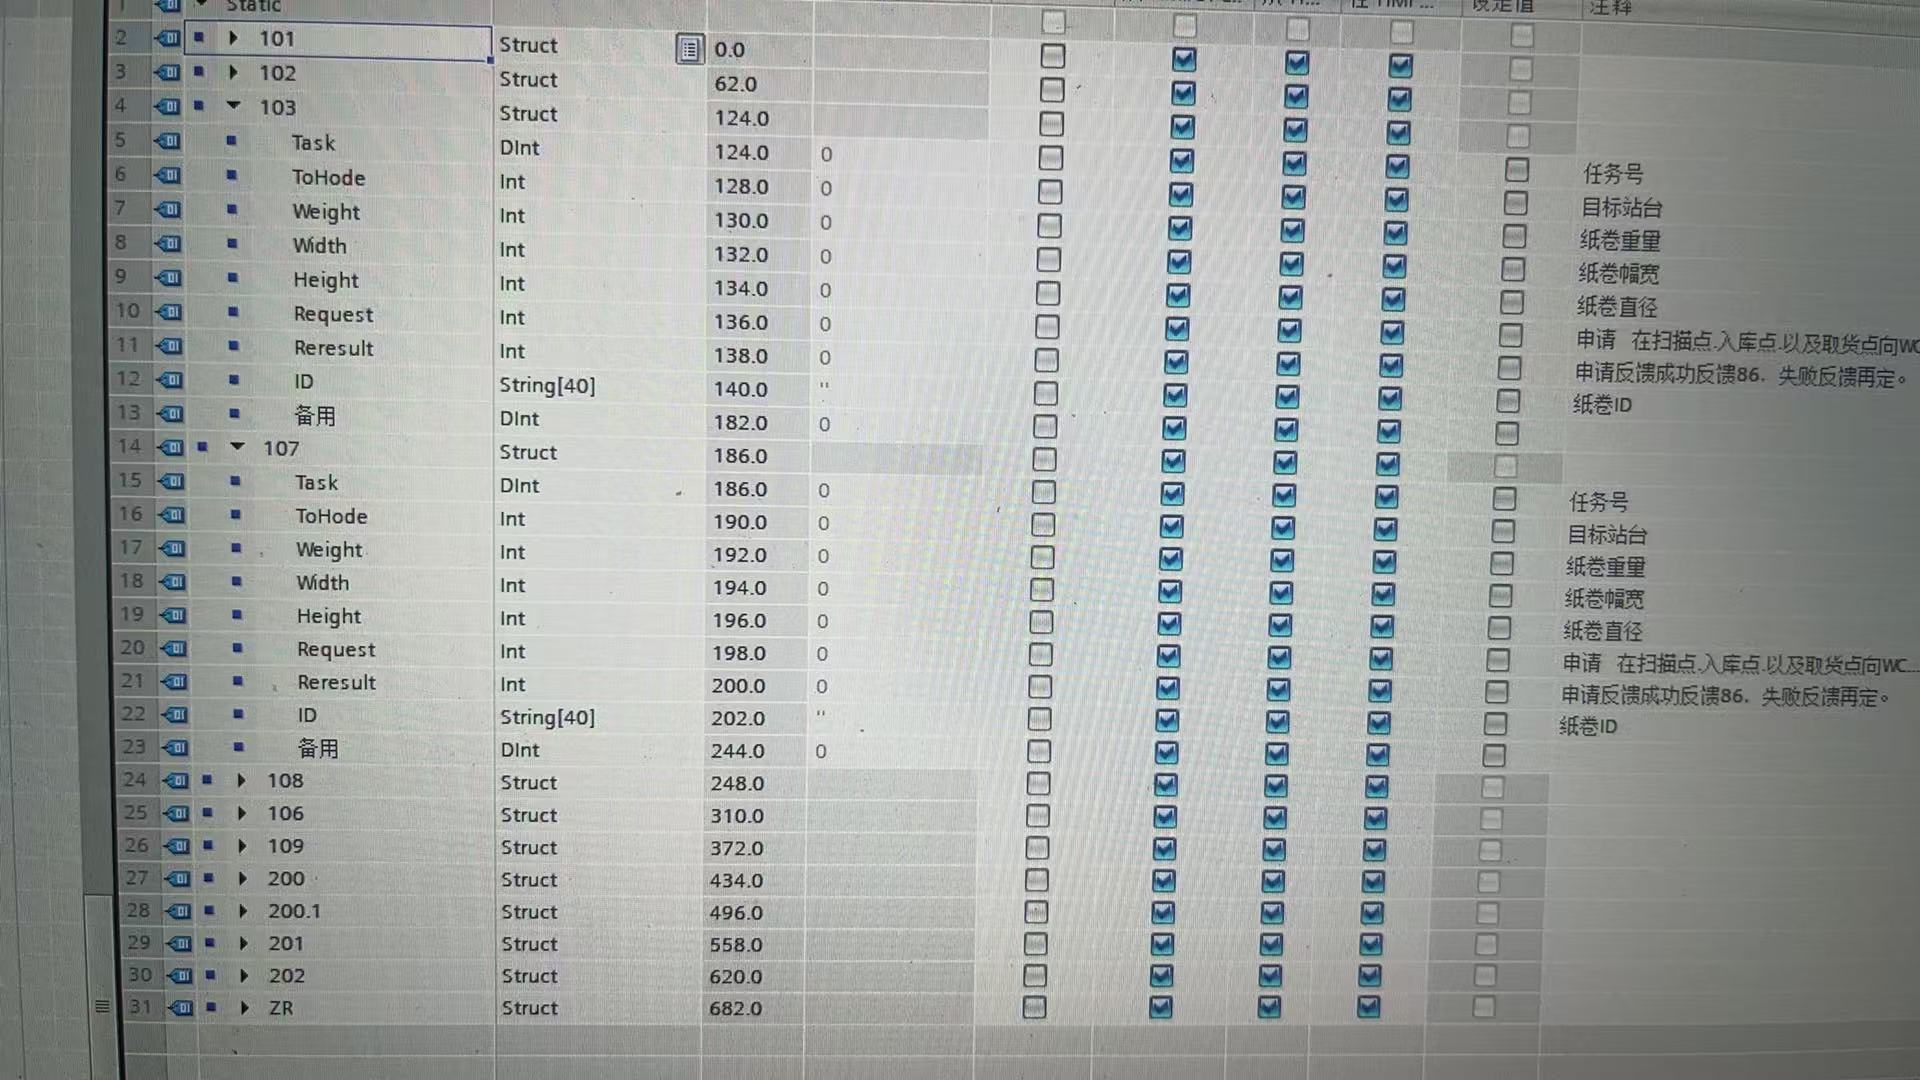 1 Static 设定值 注释
2 101 Struct 0.0
3 102 Struct 62.0
4 103 Struct 124.0
5 Task DInt 124.0 0 任务号
6 ToHode Int 128.0 0 目标站台
7 Weight Int 130.0 0 纸卷重量
8 Width Int 132.0 0 纸卷幅宽
9 Height Int 134.0 0 纸卷直径
10 Request Int 136.0 0 申请 在扫描点.入库点.以及取货点向WC
11 Reresult Int 138.0 0 申请反馈成功反馈86．失败反馈再定。
12 ID String[40] 140.0 '' 纸卷ID
13 备用 DInt 182.0 0
14 107 Struct 186.0
15 Task DInt 186.0 0 任务号
16 ToHode Int 190.0 0 目标站台
17 Weight Int 192.0 0 纸卷重量
18 Width Int 194.0 0 纸卷幅宽
19 Height Int 196.0 0 纸卷直径
20 Request Int 198.0 0 申请 在扫描点.入库点.以及取货点向WC...
21 Reresult Int 200.0 0 申请反馈成功反馈86．失败反馈再定。
22 ID String[40] 202.0 '' 纸卷ID
23 备用 DInt 244.0 0
24 108 Struct 248.0
25 106 Struct 310.0
26 109 Struct 372.0
27 200 Struct 434.0
28 200.1 Struct 496.0
29 201 Struct 558.0
30 202 Struct 620.0
31 ZR Struct 682.0